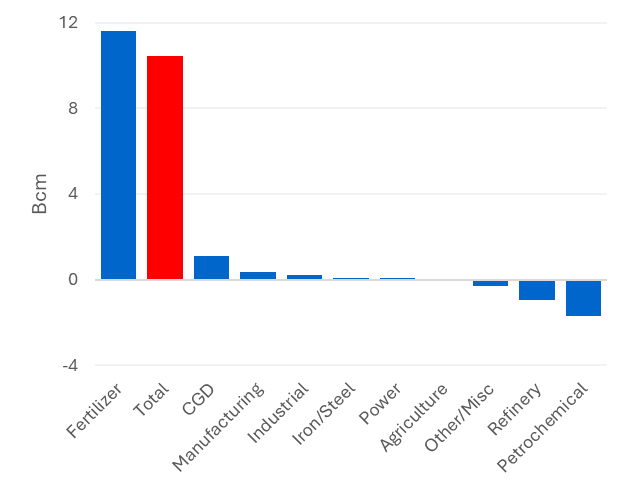 12
8
4
0
-4
Bcm
Fertilizer
Total
CGD
Manufacturing
Industrial
Iron/Steel
Power
Agriculture
Other/Misc
Refinery
Petrochemical